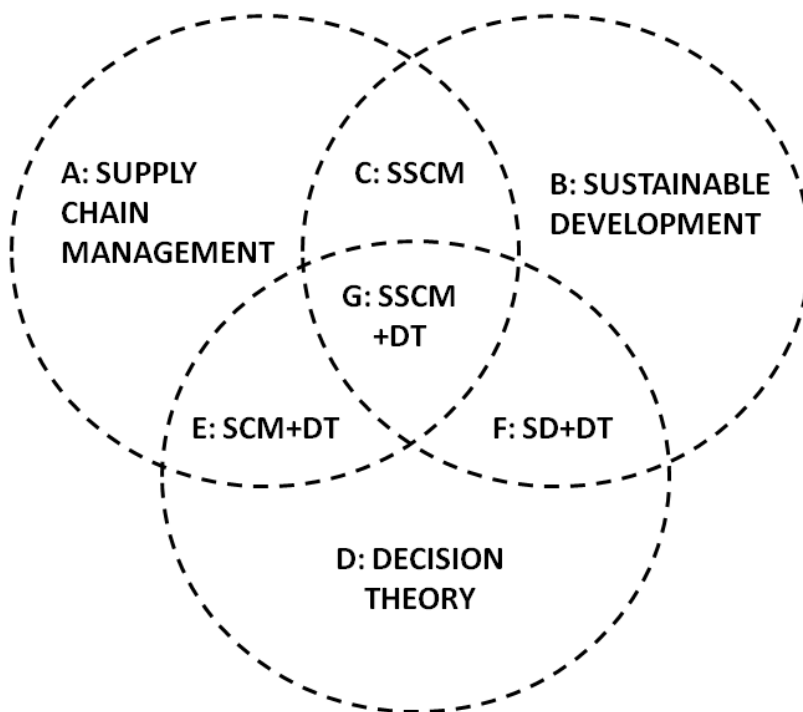 A: SUPPLY
CHAIN
MANAGEMENT
C: SSCM
B: SUSTAINABLE
DEVELOPMENT
G: SSCM
+DT
E: SCM+DT
F: SD+DT
D: DECISION
THEORY